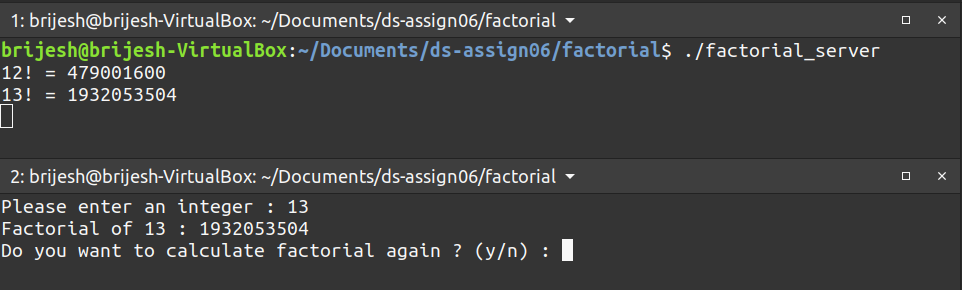 1: brijesh@brijesh-VirtualBox: ~/Documents/ds-assign06/factorial
brijesh@brijesh-VirtualBox:~/Documents/ds-assign06/factorial$ ./factorial_server
12! = 479001600
13! = 1932053504
2: brijesh@brijesh-VirtualBox: ~/Documents/ds-assign06/factorial
Please enter an integer : 13
Factorial of 13 : 1932053504
Do you want to calculate factorial again ? (y/n) :